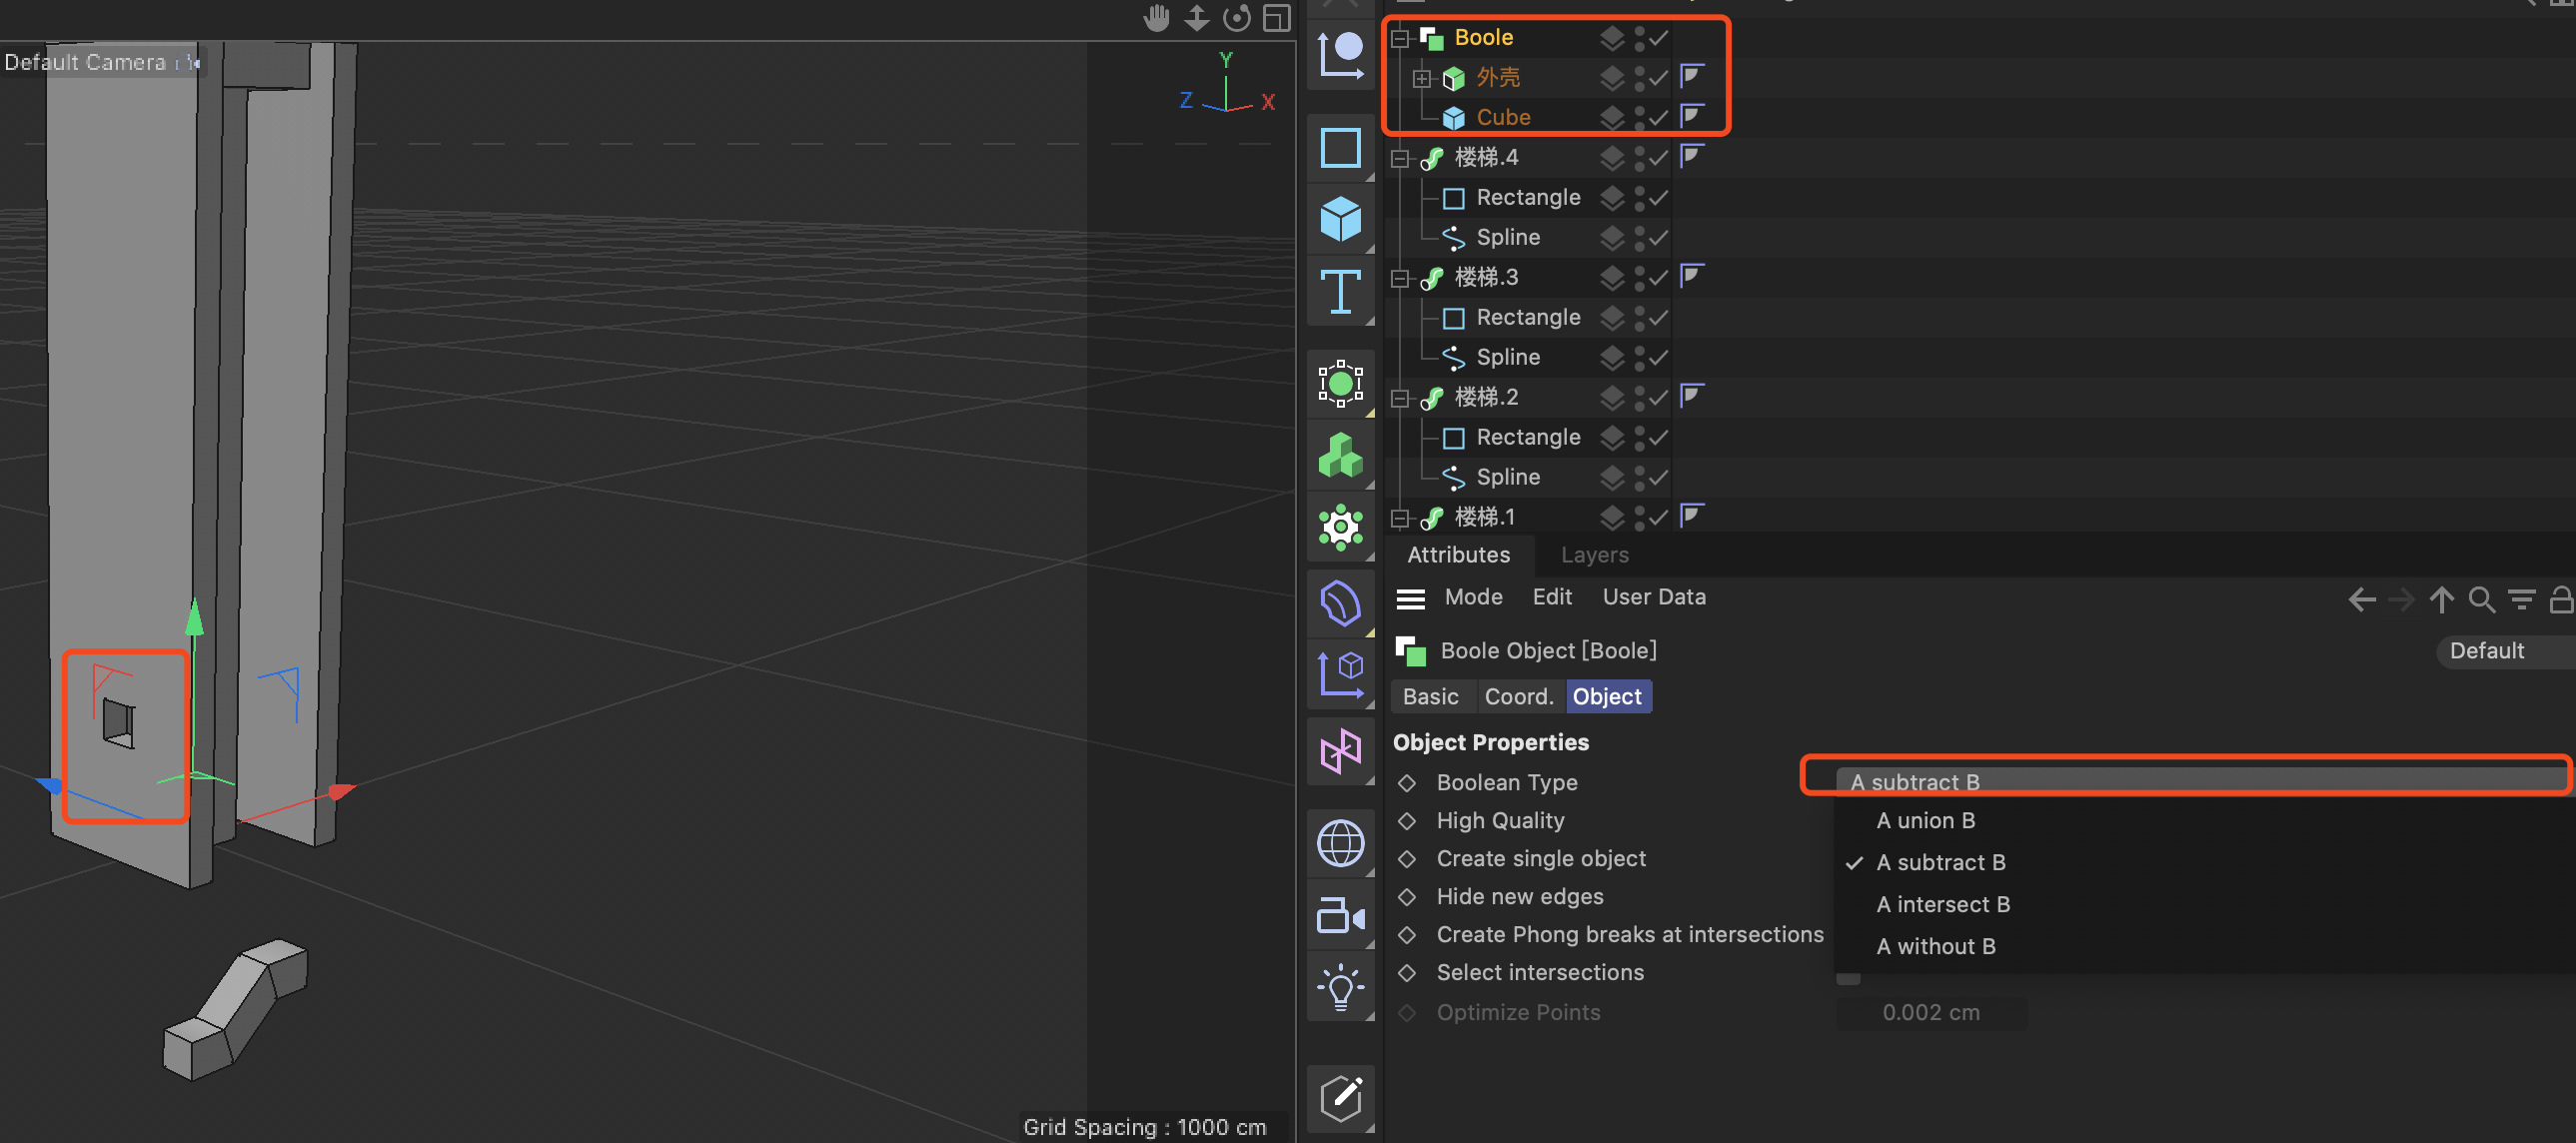 Default Camera
Y
Z
X
Grid Spacing : 1000 cm
Boole
外壳
Cube
楼梯.4
Rectangle
Spline
楼梯.3
Rectangle
Spline
楼梯.2
Rectangle
Spline
楼梯.1
Attributes
Layers
Mode Edit User Data
Boole Object [Boole]
Default
Basic Coord. Object
Object Properties
Boolean Type
A subtract B
High Quality
A union B
Create single object
A subtract B
Hide new edges
A intersect B
Create Phong breaks at intersections
A without B
Select intersections
Optimize Points
0.002 cm